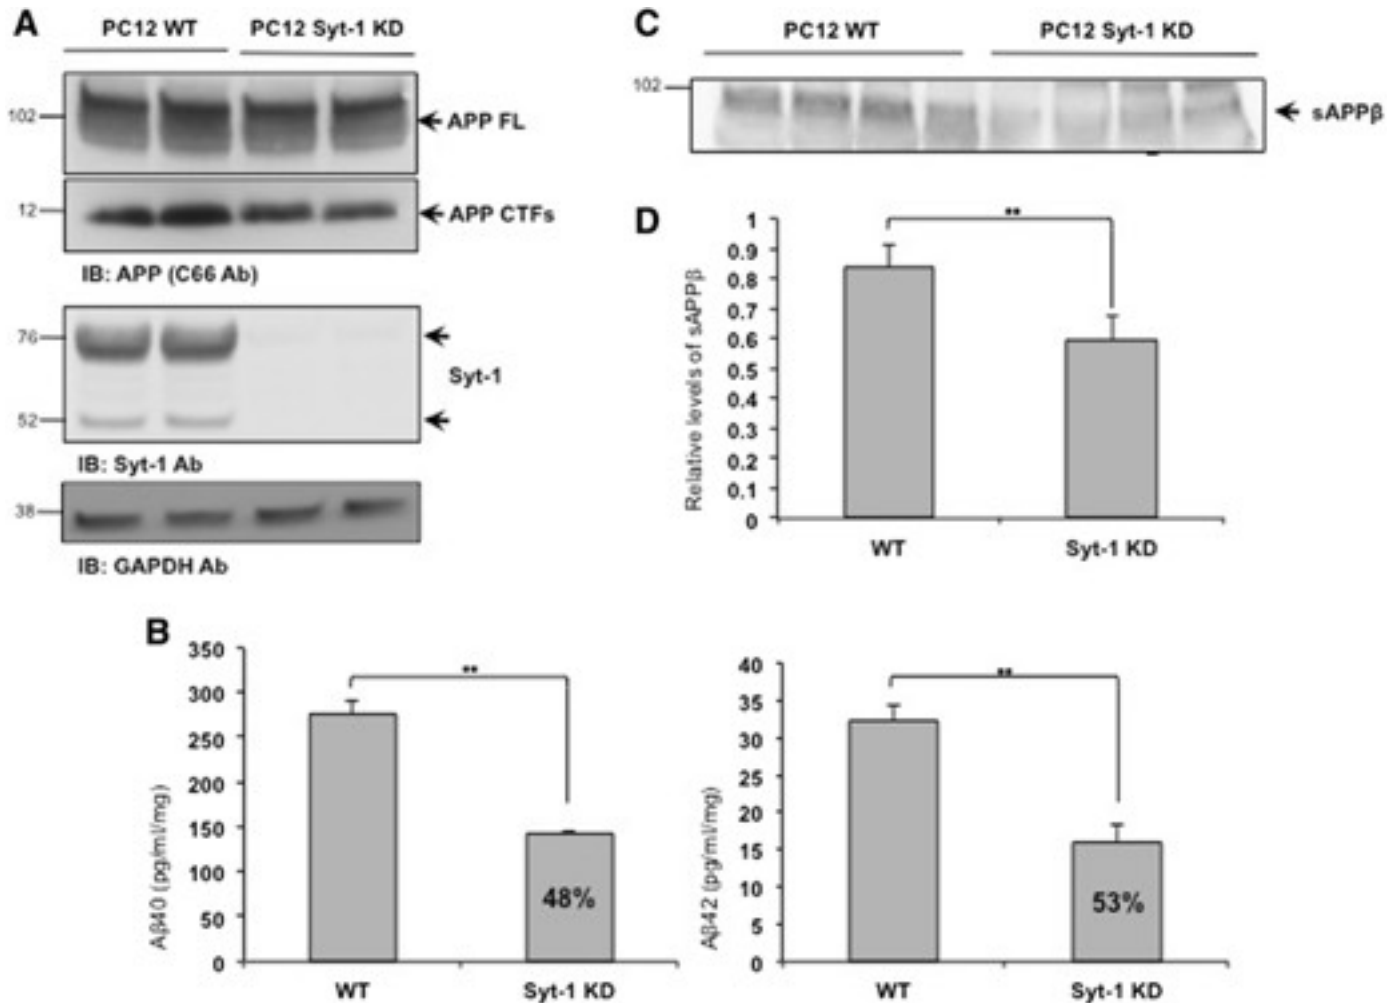 A
PC12 WT
PC12 Syt-1 KD
102
APP FL
12
APP CTFs
IB: APP (C66 Ab)
76
Syt-1
52
IB: Syt-1 Ab
38
IB: GAPDH Ab
C
PC12 WT
PC12 Syt-1 KD
102
sAPPβ
D
Relative levels of sAPPβ
1
0.9
0.8
0.7
0.6
0.5
0.4
0.3
0.2
0.1
0
**
WT
Syt-1 KD
B
Aβ40 (pg/ml/mg)
350
300
250
200
150
100
50
0
**
48%
WT
Syt-1 KD
Aβ42 (pg/ml/mg)
40
35
30
25
20
15
10
5
0
**
53%
WT
Syt-1 KD